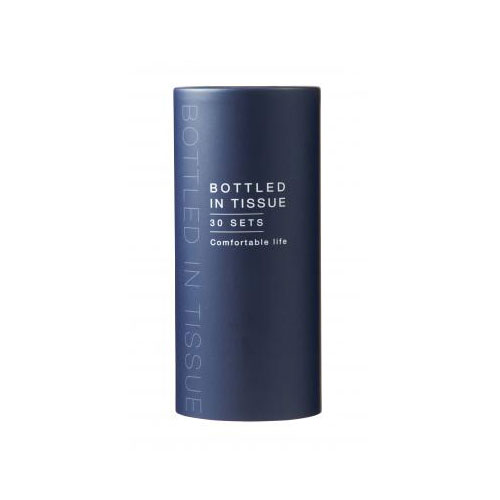 BOTTLED IN TISSUE
BOTTLED
IN TISSUE
30 SETS
Comfortable life